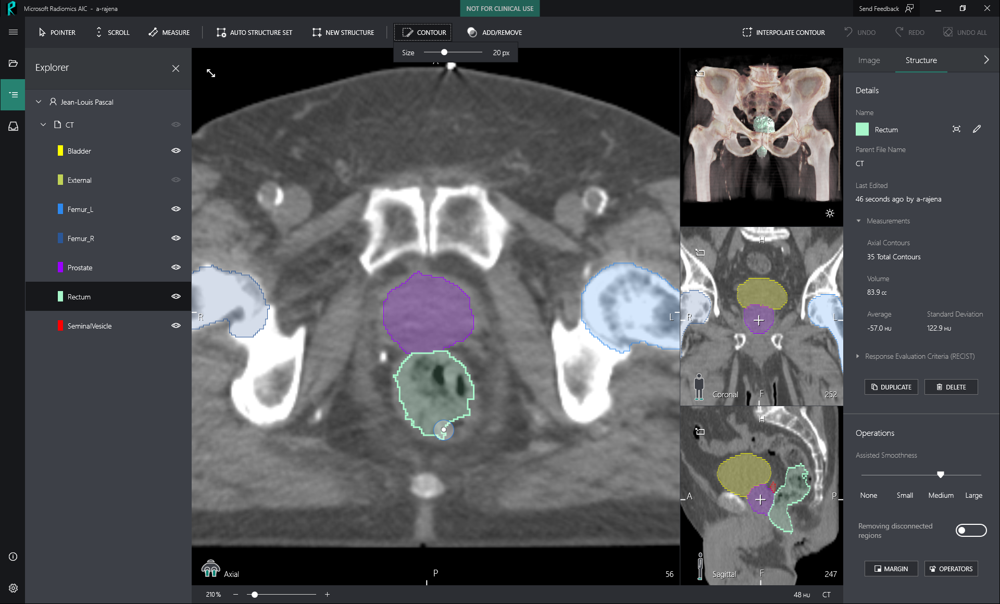 Microsoft Radiomics AIC - a-rajena
NOT FOR CLINICAL USE
Send Feedback
POINTER
SCROLL
MEASURE
AUTO STRUCTURE SET
NEW STRUCTURE
CONTOUR
ADD/REMOVE
INTERPOLATE CONTOUR
UNDO
REDO
UNDO ALL
Size 20 px
Explorer
Jean-Louis Pascal
CT
Bladder
External
Femur_L
Femur_R
Prostate
Rectum
SeminalVesicle
A
R
L
P
Axial
56
210%
48 HU
CT
H
R
L
F
Coronal
252
H
A
P
F
Sagittal
247
Image
Structure
Details
Name
Rectum
Parent File Name
CT
Last Edited
46 seconds ago by a-rajena
Measurements
Axial Contours
35 Total Contours
Volume
83.9 cc
Average Standard Deviation
-57.0 HU 122.9 HU
Response Evaluation Criteria (RECIST)
DUPLICATE
DELETE
Operations
Assisted Smoothness
None Small Medium Large
Removing disconnected
regions
MARGIN
OPERATORS